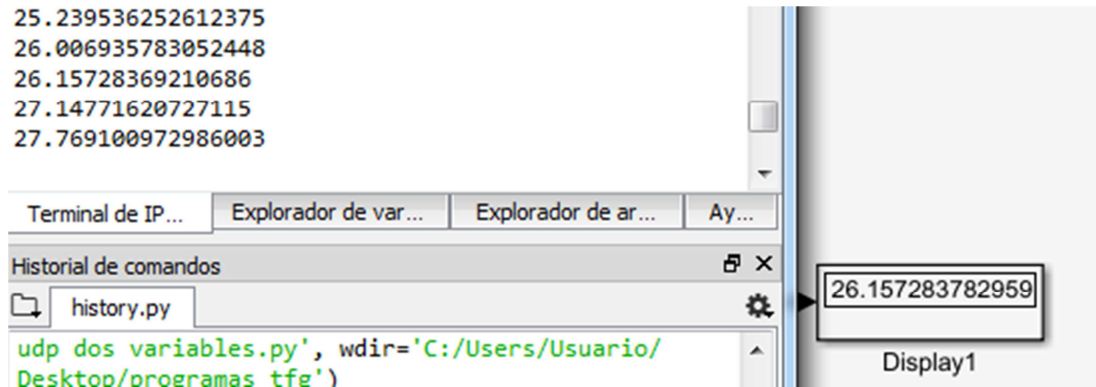 25.239536252612375
26.006935783052448
26.15728369210686
27.14771620727115
27.769100972986003
Terminal de IP... Explorador de var... Explorador de ar... Ay...
Historial de comandos
history.py
udp dos variables.py', wdir='C:/Users/Usuario/
Desktop/programas tfg')
26.157283782959
Display1